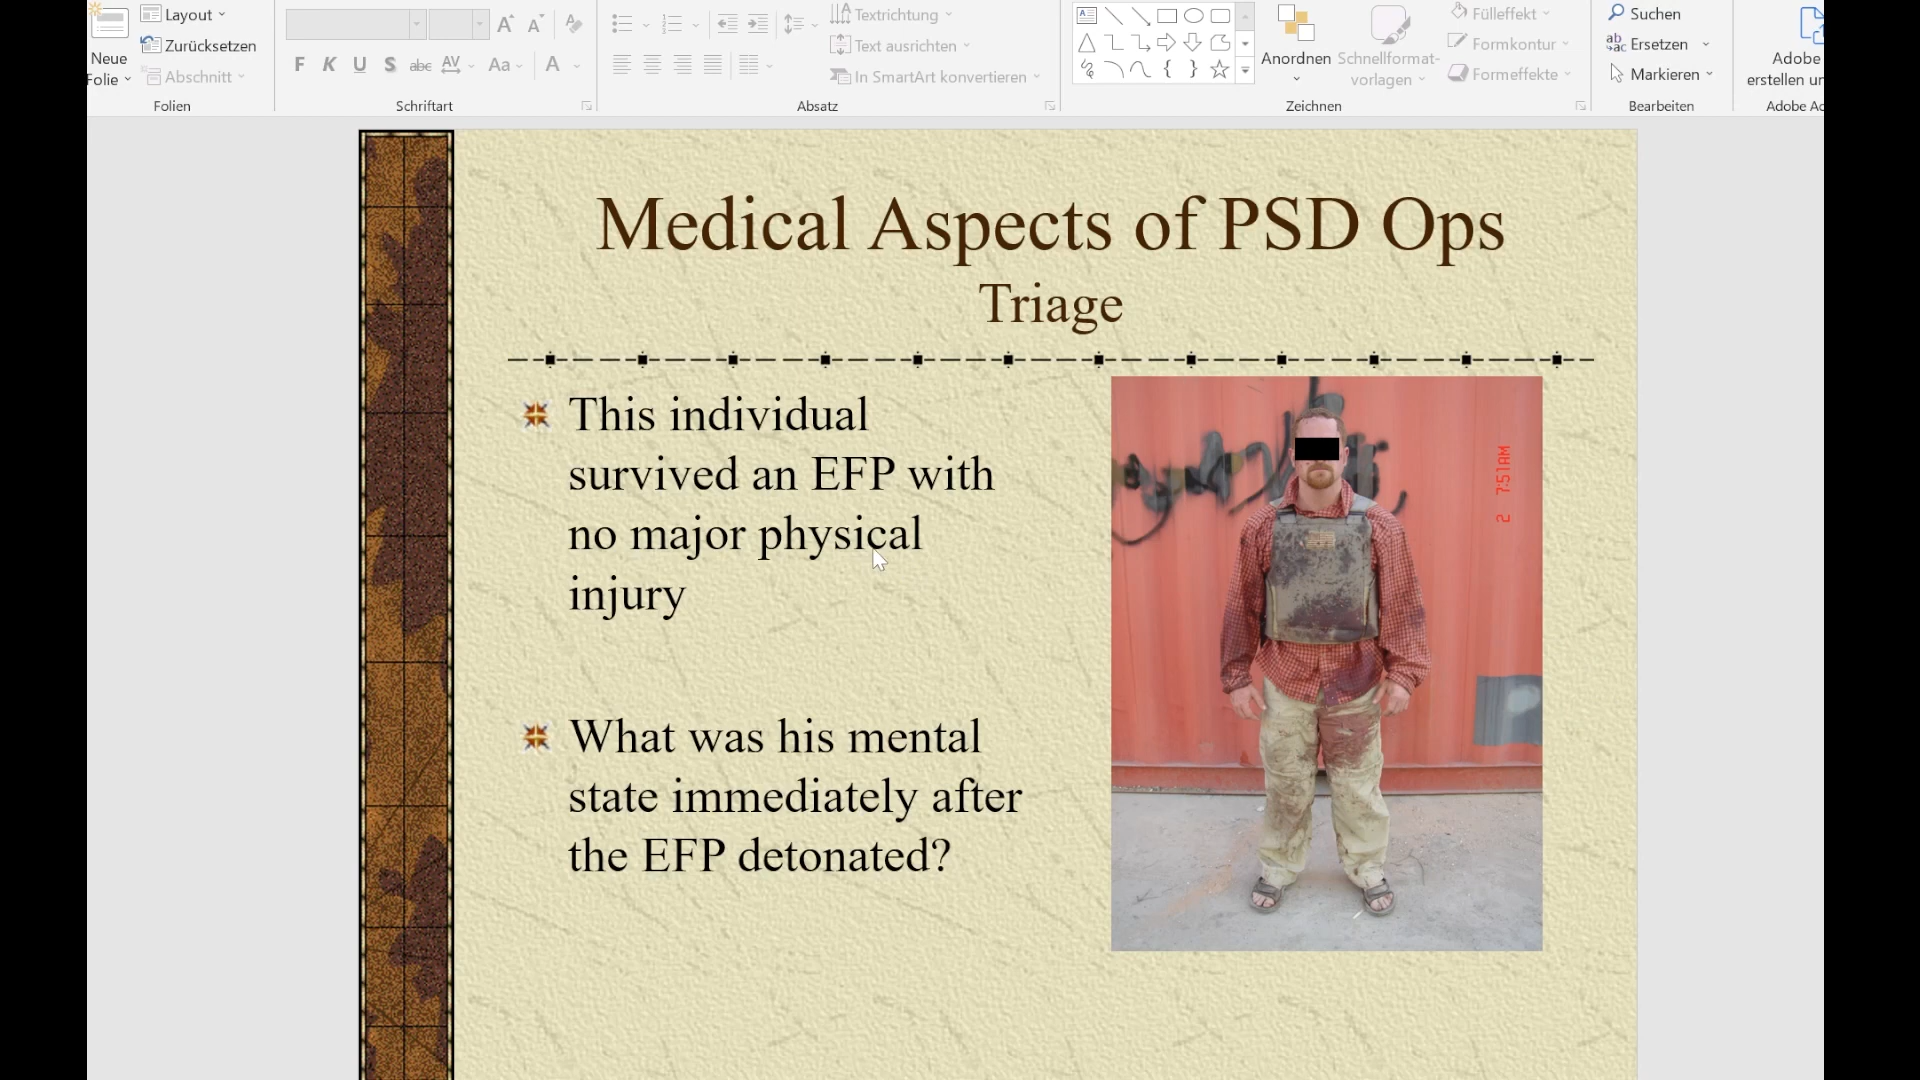 Layout
Zurücksetzen
Abschnitt
Neue
Folie
Folien
F K U S abc AV Aa A
Schriftart
Textrichtung
Text ausrichten
In SmartArt konvertieren
Absatz
Anordnen
Schnellformat-
vorlagen
Fülleffekt
Formkontur
Formeffekte
Zeichnen
Suchen
Ersetzen
Markieren
Bearbeiten
Adobe
erstellen
Adobe
Medical Aspects of PSD Ops
Triage
This individual
survived an EFP with
no major physical
injury
What was his mental
state immediately after
the EFP detonated?
2 7:51AM